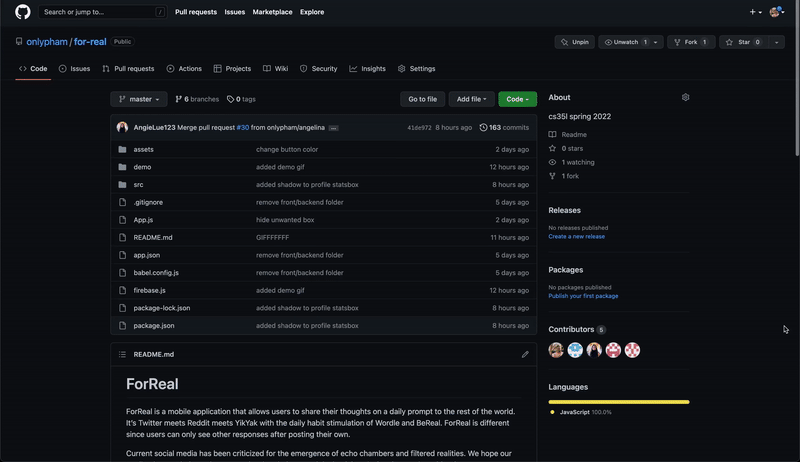 Search or jump to... /
Pull requests Issues Marketplace Explore
onlypham / for-real Public
Unpin Unwatch 1 Fork 1 Star 0
Code Issues Pull requests Actions Projects Wiki Security Insights Settings
master 6 branches 0 tags Go to file Add file Code
AngieLue123 Merge pull request #30 from onlypham/angelina ... 41de972 8 hours ago 163 commits
assets change button color 2 days ago
demo added demo gif 12 hours ago
src added shadow to profile statsbox 8 hours ago
.gitignore remove front/backend folder 5 days ago
App.js hide unwanted box 2 days ago
README.md GIFFFFFFF 11 hours ago
app.json remove front/backend folder 5 days ago
babel.config.js remove front/backend folder 5 days ago
firebase.js added demo gif 12 hours ago
package-lock.json added shadow to profile statsbox 8 hours ago
package.json added shadow to profile statsbox 8 hours ago
README.md
ForReal
ForReal is a mobile application that allows users to share their thoughts on a daily prompt to the rest of the world.
It's Twitter meets Reddit meets YikYak with the daily habit stimulation of Wordle and BeReal. ForReal is different
since users can only see other responses after posting their own.
Current social media has been criticized for the emergence of echo chambers and filtered realities. We hope our
About
cs35l spring 2022
Readme
0 stars
1 watching
1 fork
Releases
No releases published
Create a new release
Packages
No packages published
Publish your first package
Contributors 5
Languages
JavaScript 100.0%